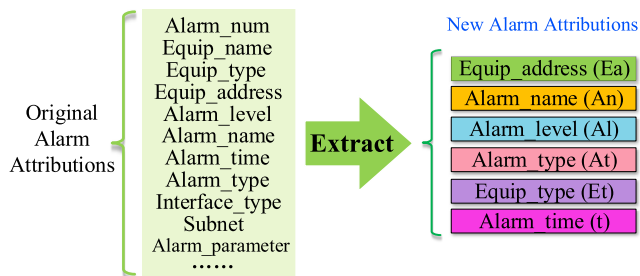 Original
Alarm
Attributions
Alarm_num
Equip_name
Equip_type
Equip_address
Alarm_level
Alarm_name
Alarm_time
Alarm_type
Interface_type
Subnet
Alarm_parameter
……
Extract
New Alarm Attributions
Equip_address (Ea)
Alarm_name (An)
Alarm_level (Al)
Alarm_type (At)
Equip_type (Et)
Alarm_time (t)